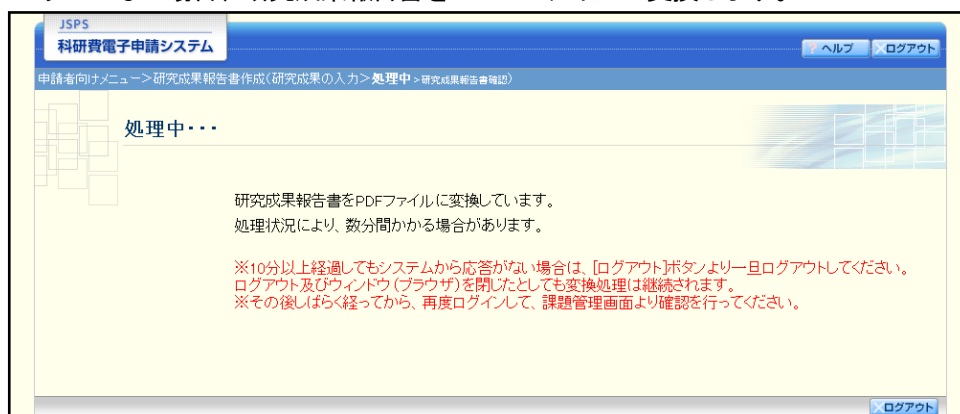 JSPS
科研費電子申請システム
? ヘルプ
ログアウト
申請者向けメニュー＞研究成果報告書作成（研究成果の入力＞処理中＞研究成果報告書確認）
処理中・・・
研究成果報告書をPDFファイルに変換しています。
処理状況により、数分間かかる場合があります。
※10分以上経過してもシステムから応答がない場合は、[ログアウト]ボタンより一旦ログアウトしてください。
ログアウト及びウィンドウ（ブラウザ）を閉じたとしても変換処理は継続されます。
※その後しばらく経ってから、再度ログインして、課題管理画面より確認を行ってください。
ログアウト